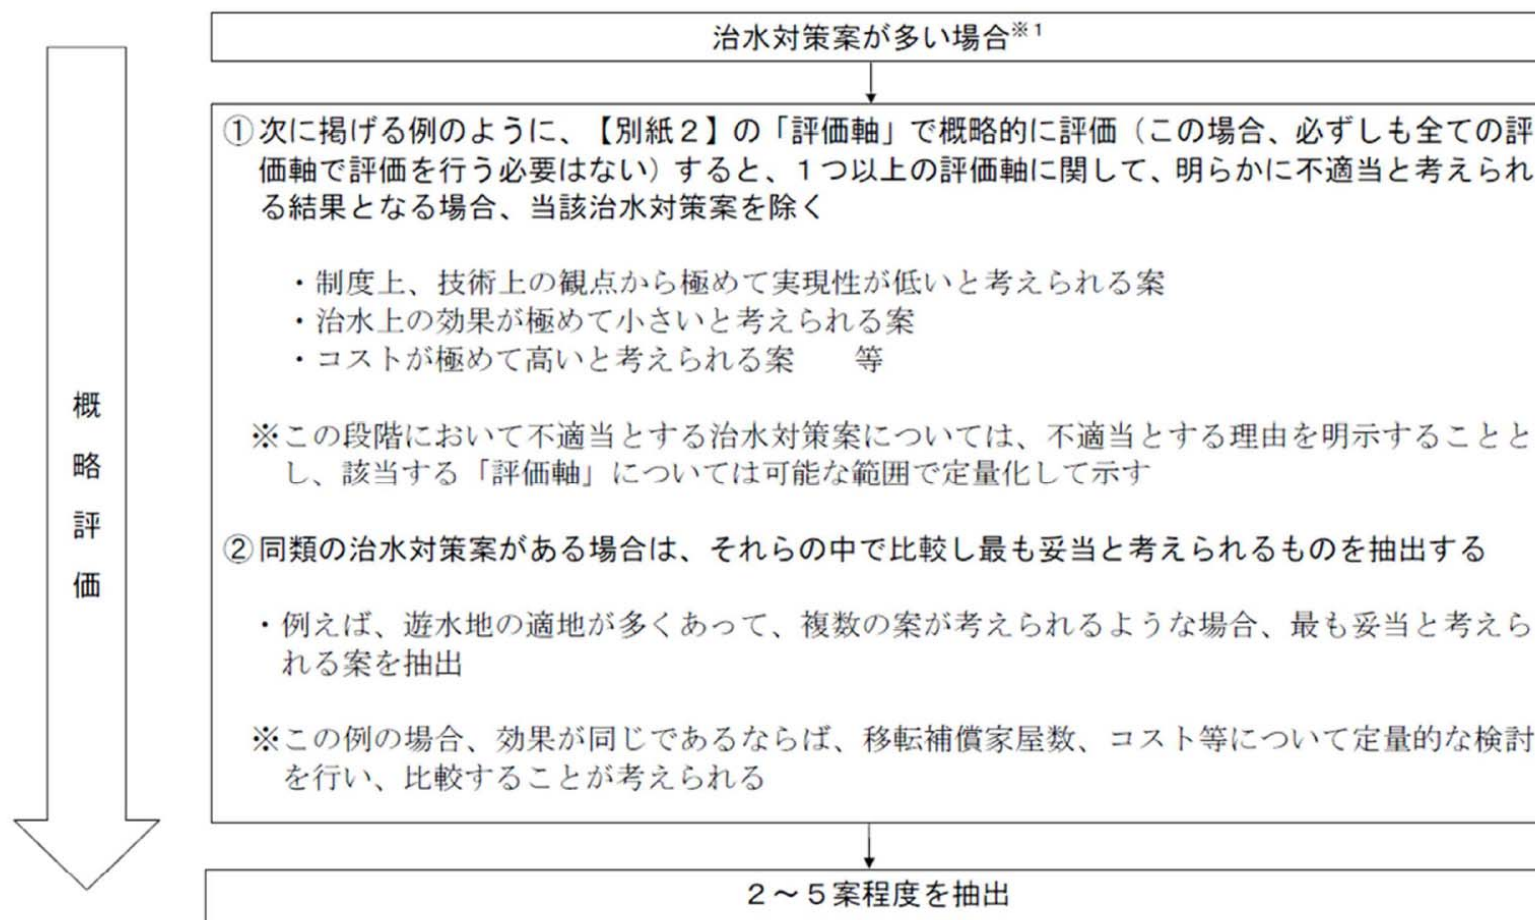 治水対策案が多い場合※1
①次に掲げる例のように、【別紙2】の「評価軸」で概略的に評価（この場合、必ずしも全ての評
価軸で評価を行う必要はない）すると、1つ以上の評価軸に関して、明らかに不適当と考えられ
る結果となる場合、当該治水対策案を除く
・制度上、技術上の観点から極めて実現性が低いと考えられる案
・治水上の効果が極めて小さいと考えられる案
・コストが極めて高いと考えられる案　等
※この段階において不適当とする治水対策案については、不適当とする理由を明示することと
し、該当する「評価軸」については可能な範囲で定量化して示す
②同類の治水対策案がある場合は、それらの中で比較し最も妥当と考えられるものを抽出する
・例えば、遊水地の適地が多くあって、複数の案が考えられるような場合、最も妥当と考えら
れる案を抽出
※この例の場合、効果が同じであるならば、移転補償家屋数、コスト等について定量的な検討
を行い、比較することが考えられる
2～5案程度を抽出
概略評価